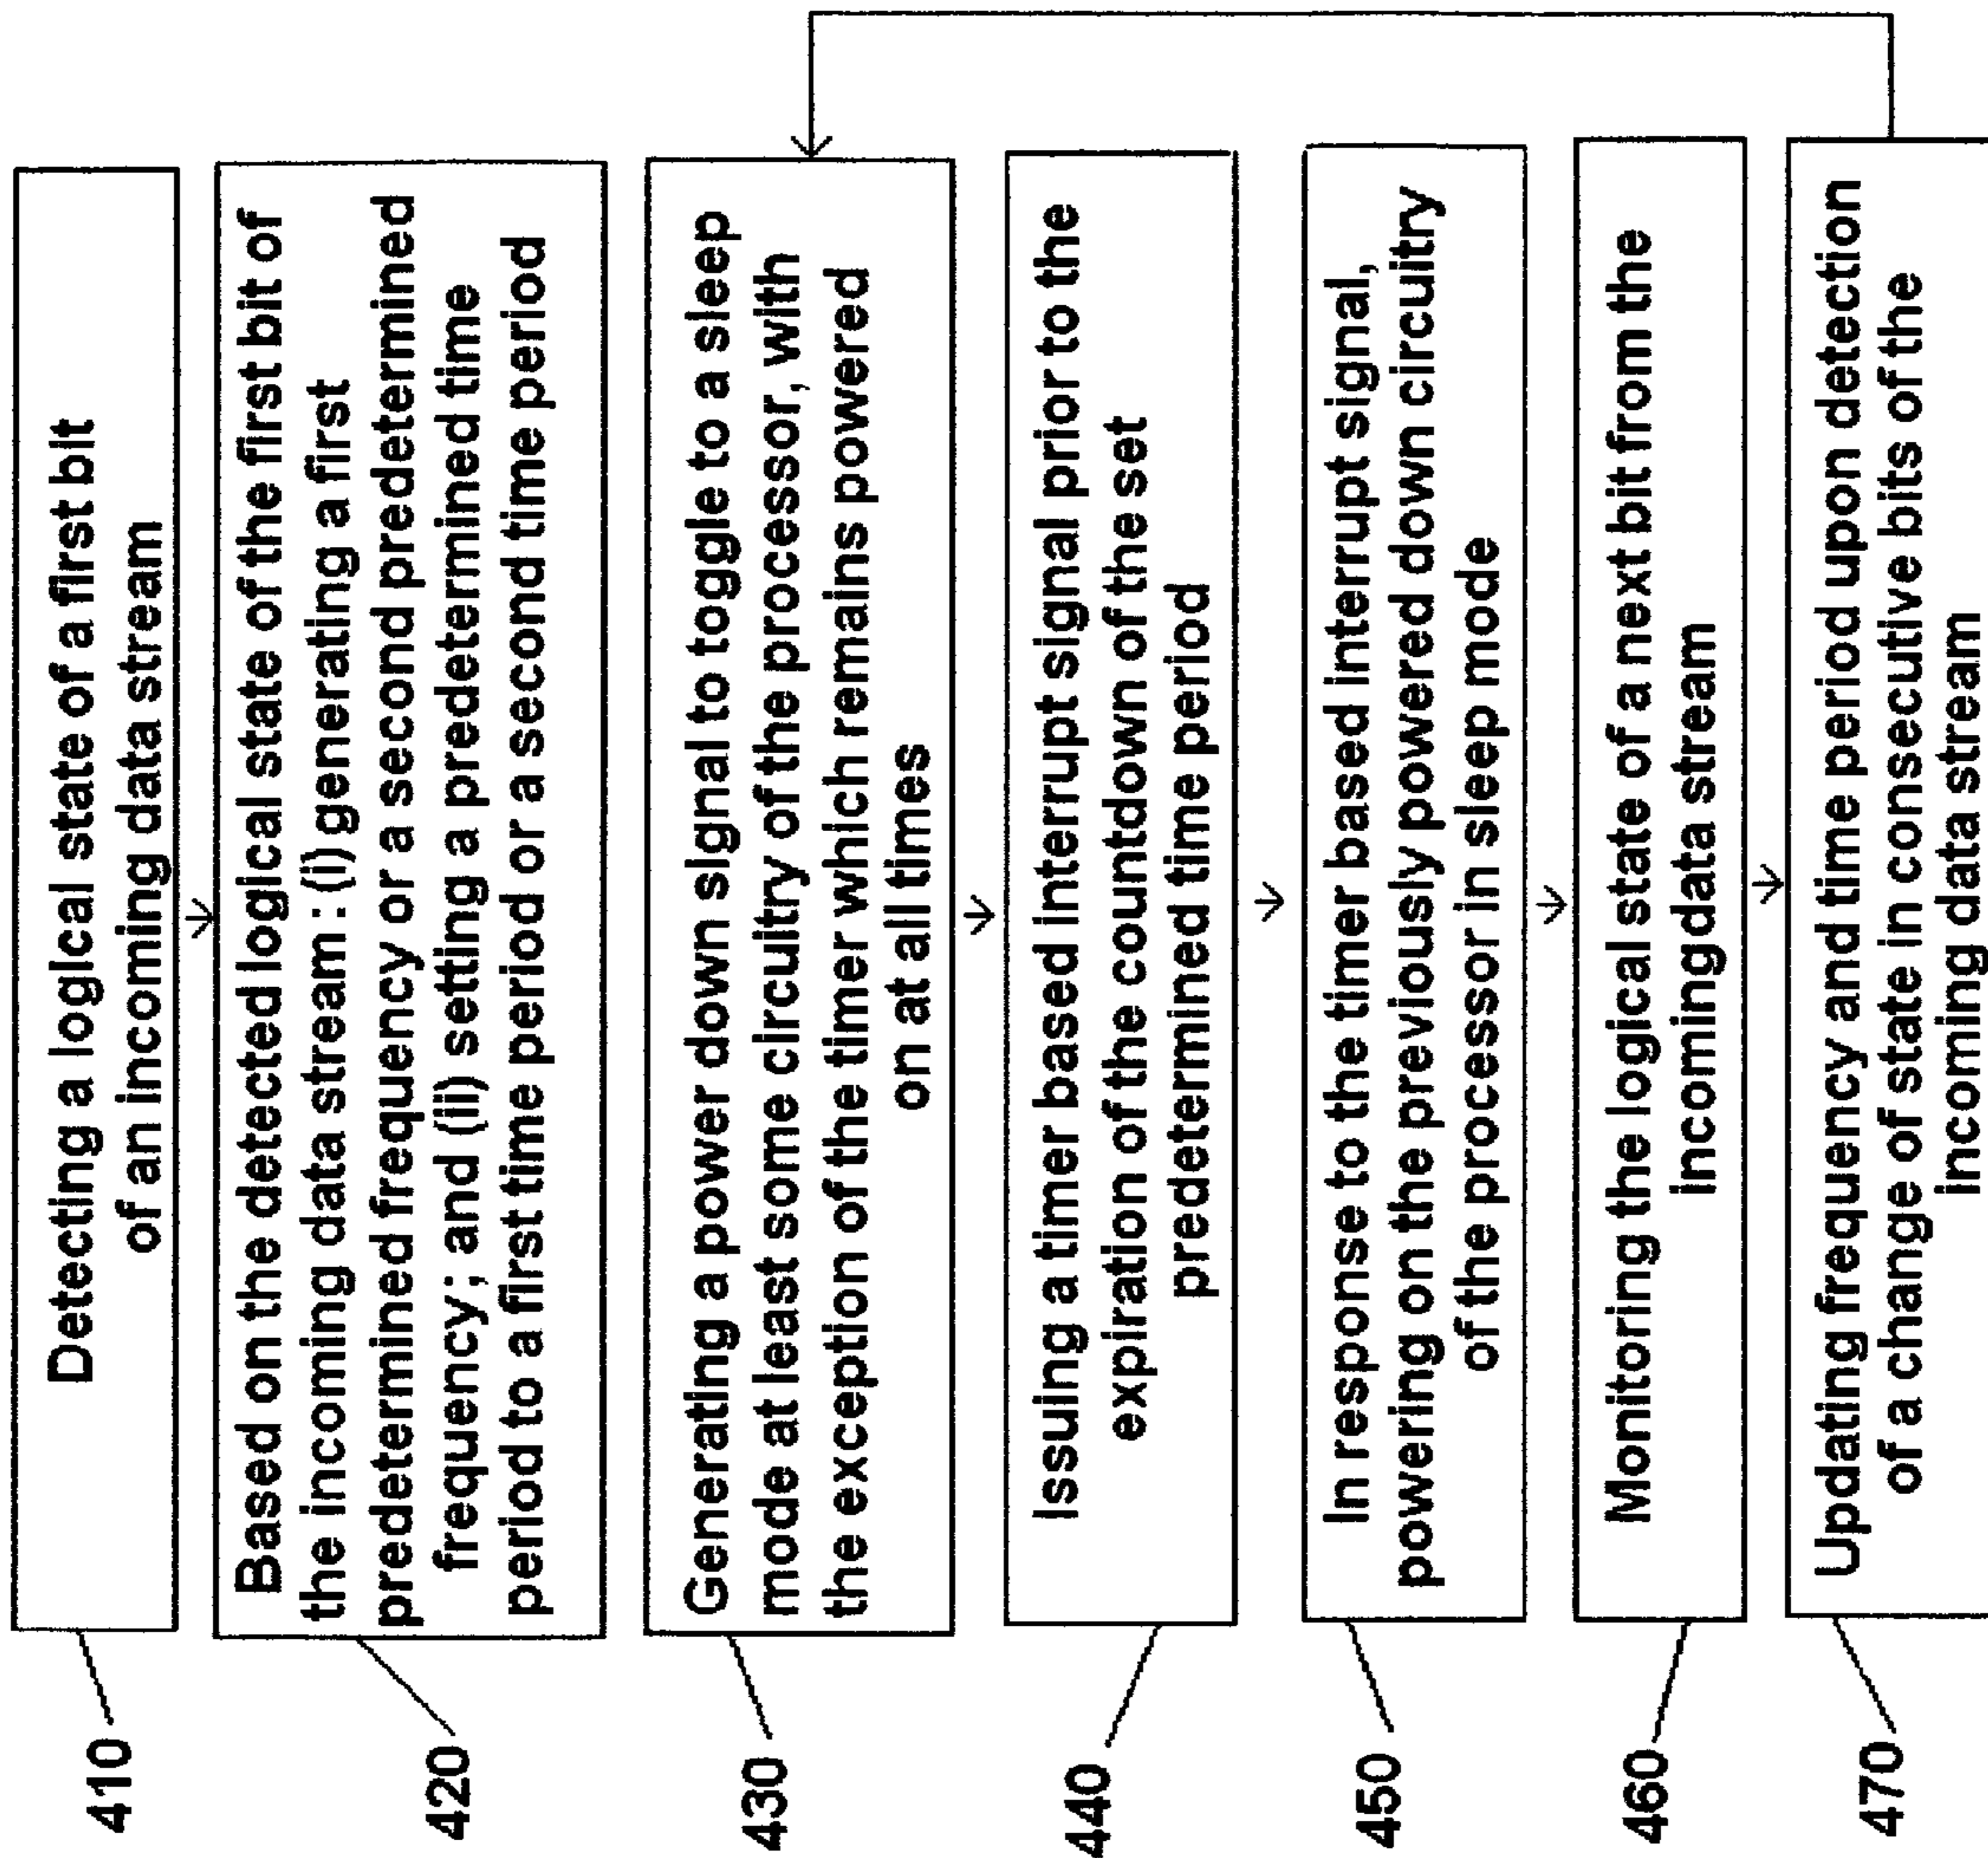 410
Detecting a logical state of a first bit
of an incoming data stream
420
Based on the detected logical state of the first bit of
the incoming data stream : (i) generating a first
predetermined frequency or a second predetermined
frequency; and (ii) setting a predetermined time
period to a first time period or a second time period
430
Generating a power down signal to toggle to a sleep
mode at least some circuitry of the processor, with
the exception of the timer which remains powered
on at all times
440
Issuing a timer based interrupt signal prior to the
expiration of the countdown of the set
predetermined time period
450
In response to the timer based interrupt signal,
powering on the previously powered down circuitry
of the processor in sleep mode
460
Monitoring the logical state of a next bit from the
incomingdata stream
470
Updating frequency and time period upon detection
of a change of state in consecutive bits of the
incoming data stream